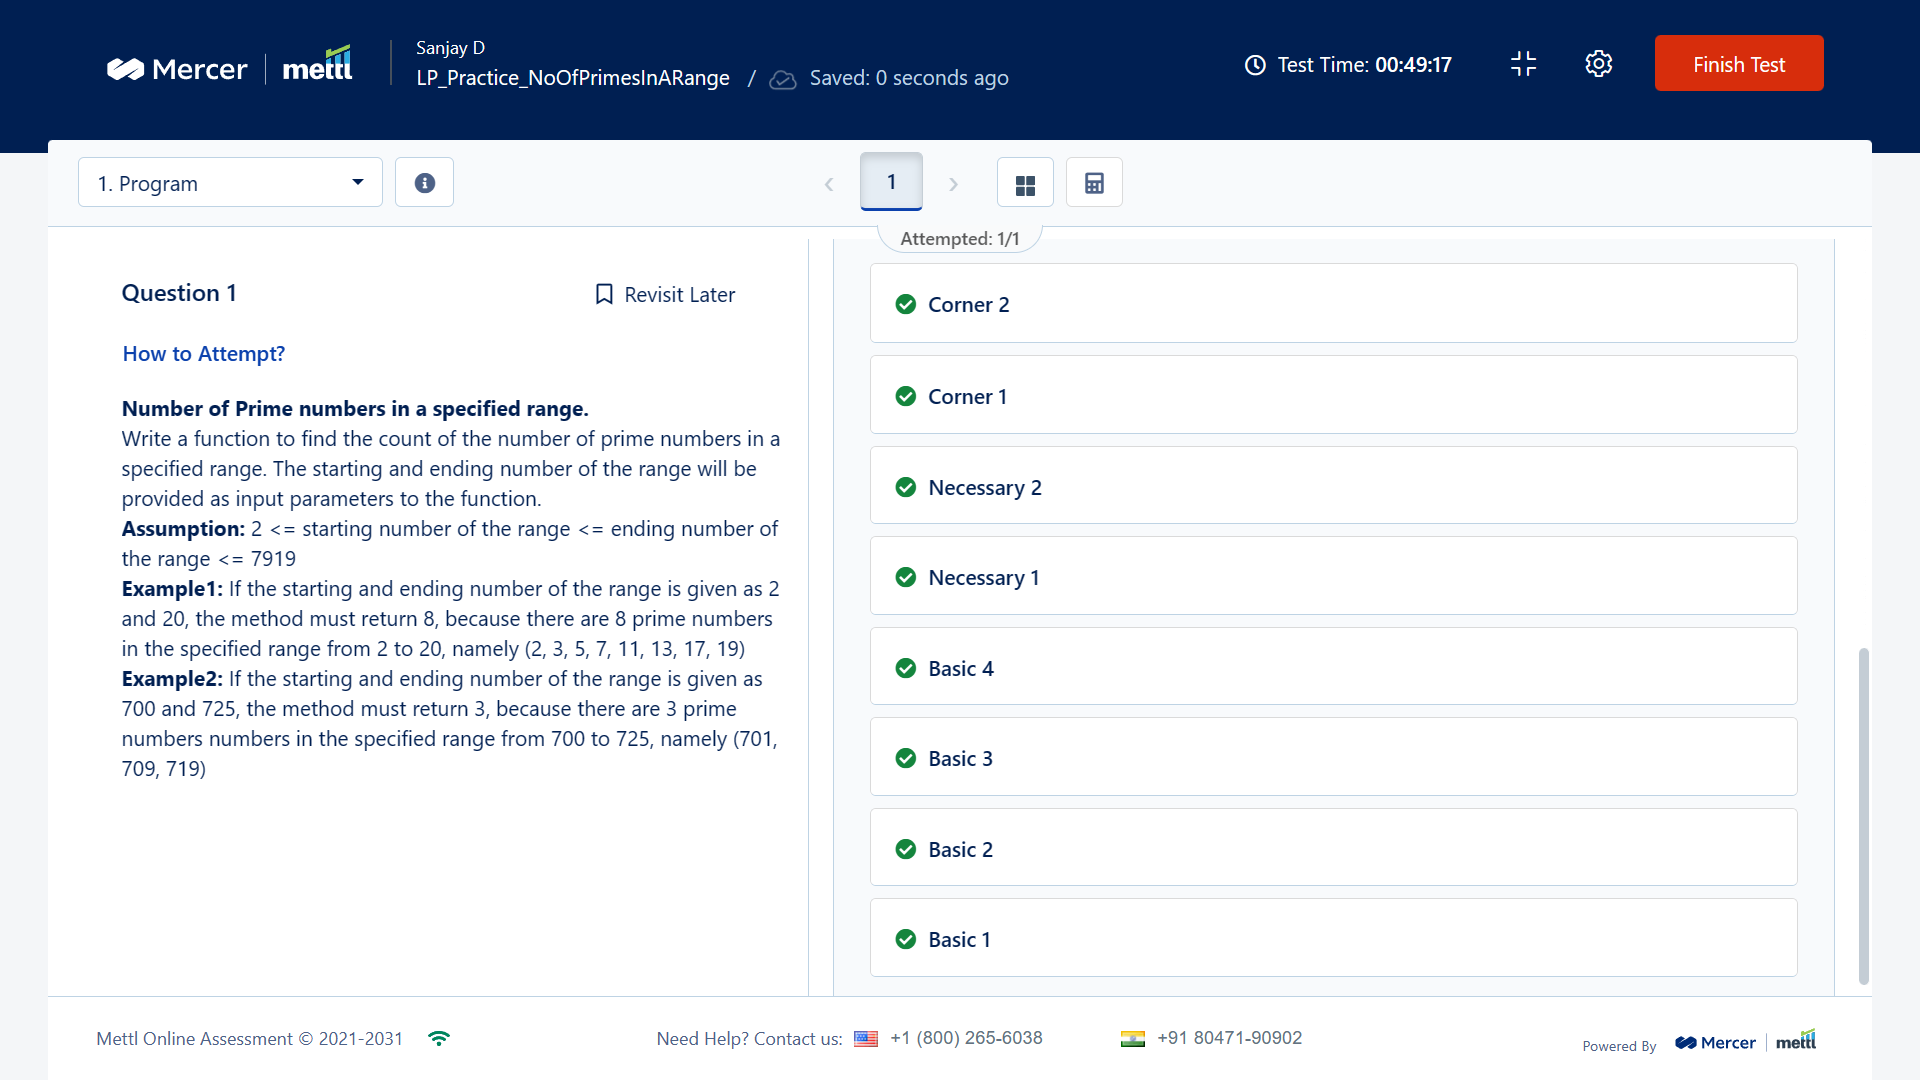 Mercer
mettl
Sanjay D
LP_Practice_NoOfPrimesInARange / Saved: 0 seconds ago
Test Time: 00:49:17
Finish Test
1. Program
1
Attempted: 1/1
Question 1
Revisit Later
How to Attempt?
Number of Prime numbers in a specified range.
Write a function to find the count of the number of prime numbers in a
specified range. The starting and ending number of the range will be
provided as input parameters to the function.
Assumption: 2 <= starting number of the range <= ending number of
the range <= 7919
Example1: If the starting and ending number of the range is given as 2
and 20, the method must return 8, because there are 8 prime numbers
in the specified range from 2 to 20, namely (2, 3, 5, 7, 11, 13, 17, 19)
Example2: If the starting and ending number of the range is given as
700 and 725, the method must return 3, because there are 3 prime
numbers numbers in the specified range from 700 to 725, namely (701,
709, 719)
Corner 2
Corner 1
Necessary 2
Necessary 1
Basic 4
Basic 3
Basic 2
Basic 1
Mettl Online Assessment © 2021-2031
Need Help? Contact us: +1 (800) 265-6038
+91 80471-90902
Powered By
Mercer
mettl